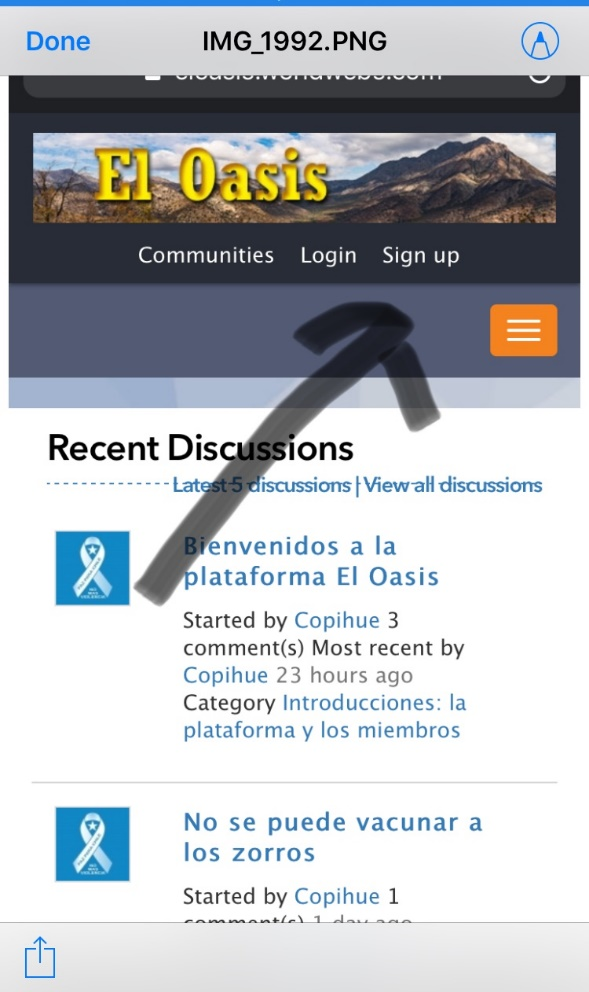 Done IMG_1992.PNG
El Oasis
Communities Login Sign up
Recent Discussions
Latest 5 discussions | View all discussions
Bienvenidos a la
plataforma El Oasis
Started by Copihue 3
comment(s) Most recent by
Copihue 23 hours ago
Category Introducciones: la
plataforma y los miembros
No se puede vacunar a
los zorros
Started by Copihue 1
comment(s) 1 day ago